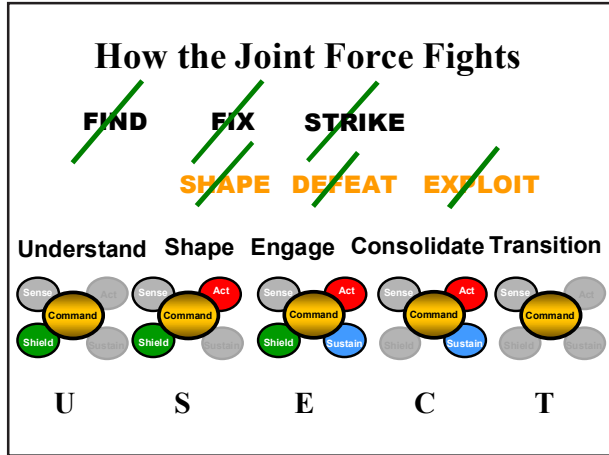 How the Joint Force Fights
FIND FIX STRIKE
SHAPE DEFEAT EXPLOIT
Understand Shape Engage Consolidate Transition
Sense Act Sense Act Sense Act Sense Act Sense Act
Command Command Command Command Command
Shield Sustain Shield Sustain Shield Sustain Shield Sustain Shield Sustain
U S E C T